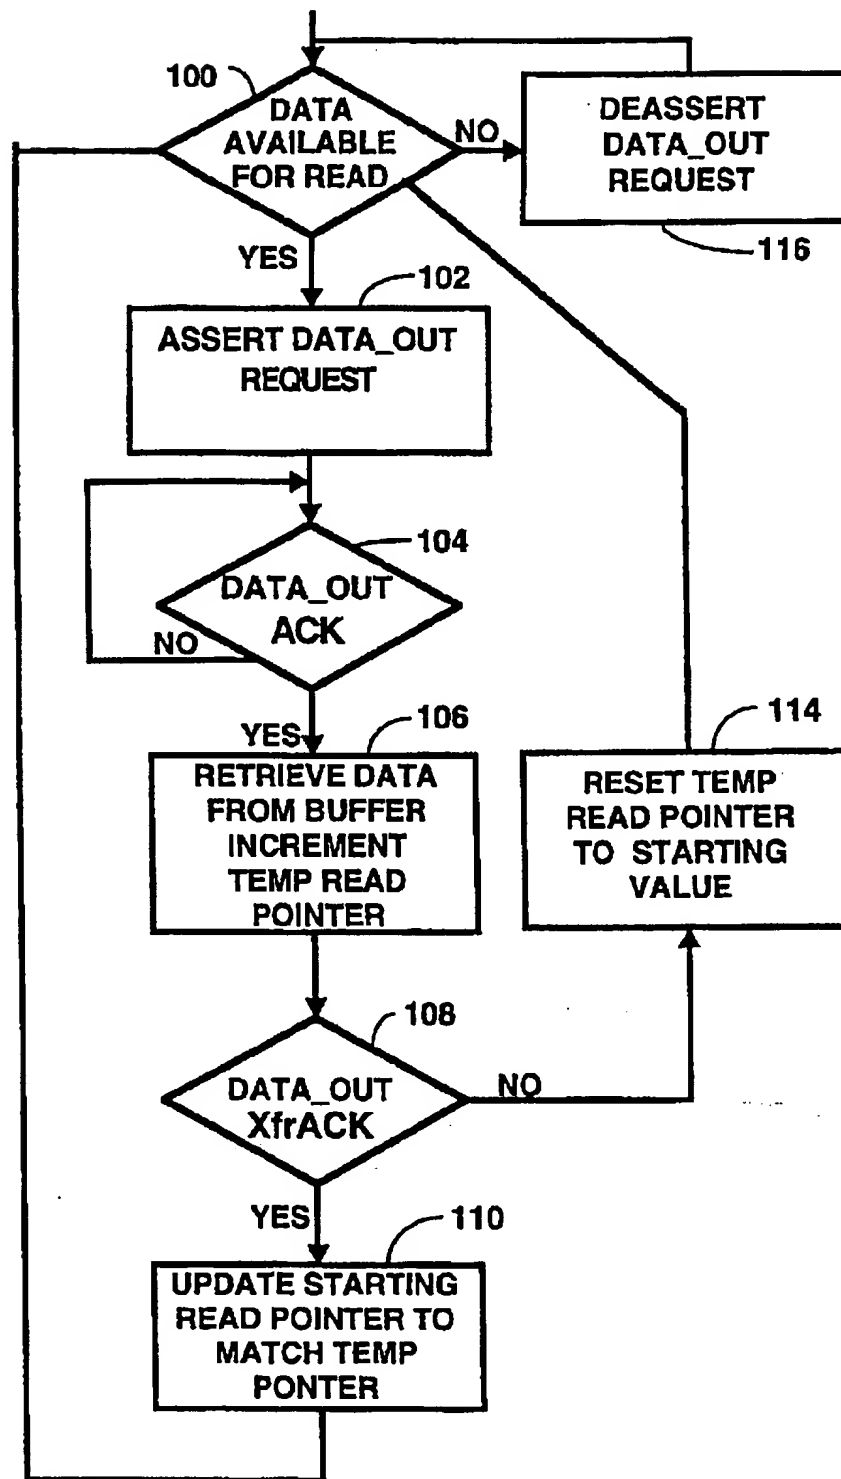 100
DATA
AVAILABLE
FOR READ
NO
DEASSERT
DATA_OUT
REQUEST
116
YES
102
ASSERT DATA_OUT
REQUEST
104
DATA_OUT
ACK
NO
YES
106
RETRIEVE DATA
FROM BUFFER
INCREMENT
TEMP READ
POINTER
114
RESET TEMP
READ POINTER
TO STARTING
VALUE
108
DATA_OUT
XfrACK
NO
YES
110
UPDATE STARTING
READ POINTER TO
MATCH TEMP
PONTER